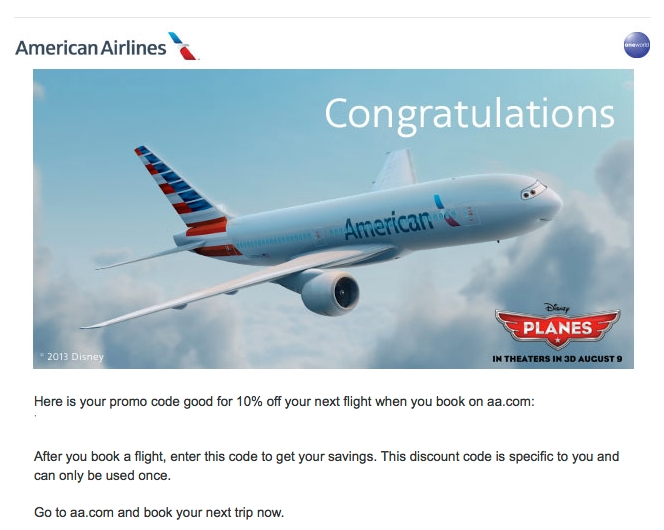 American Airlines
oneworld
Congratulations
American
Disney
PLANES
IN THEATERS IN 3D AUGUST 9
© 2013 Disney
Here is your promo code good for 10% off your next flight when you book on aa.com:
After you book a flight, enter this code to get your savings. This discount code is specific to you and
can only be used once.
Go to aa.com and book your next trip now.